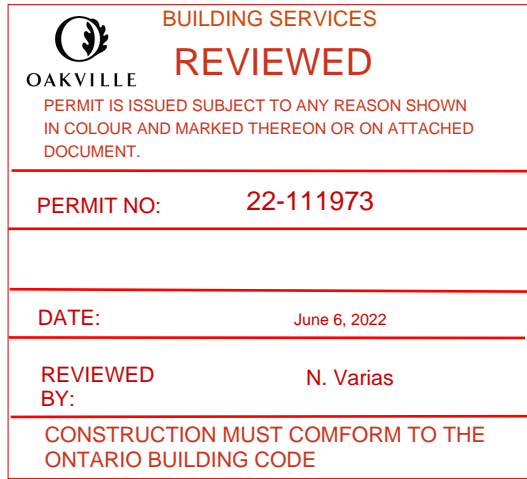 BUILDING SERVICES
REVIEWED
OAKVILLE
PERMIT IS ISSUED SUBJECT TO ANY REASON SHOWN
IN COLOUR AND MARKED THEREON OR ON ATTACHED
DOCUMENT.
PERMIT NO: 22-111973
DATE: June 6, 2022
REVIEWED
BY: N. Varias
CONSTRUCTION MUST COMFORM TO THE
ONTARIO BUILDING CODE